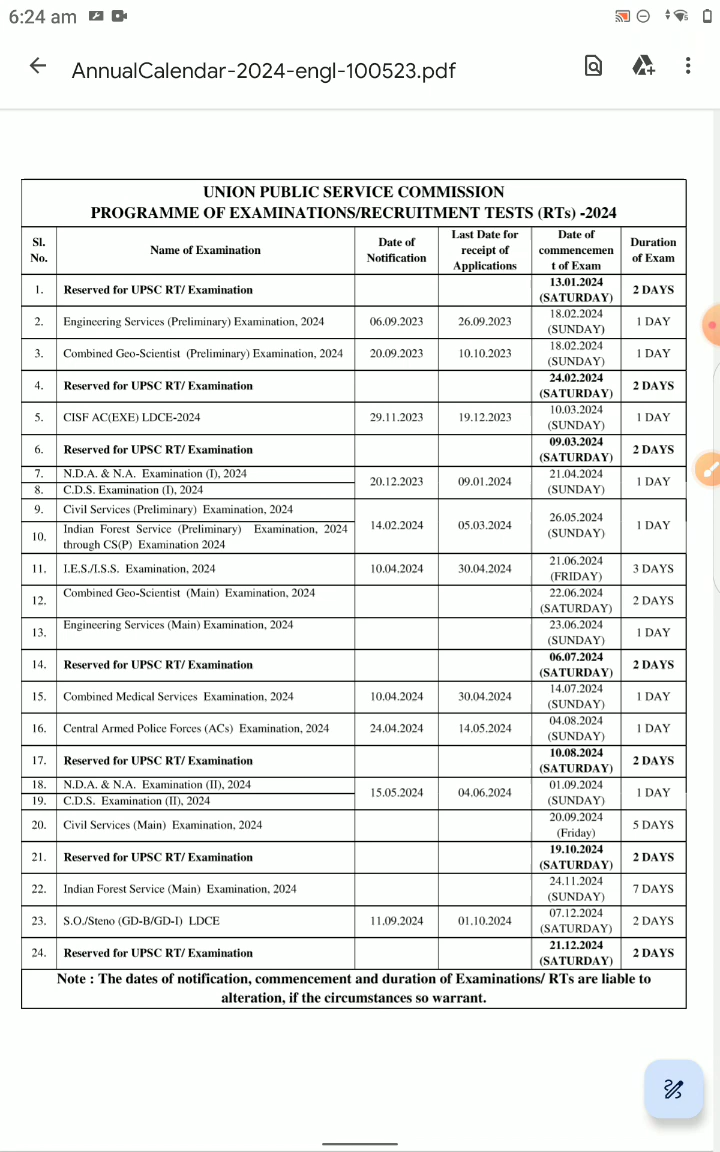 6:24 am
AnnualCalendar-2024-engl-100523.pdf
UNION PUBLIC SERVICE COMMISSION
PROGRAMME OF EXAMINATIONS/RECRUITMENT TESTS (RTs) -2024
Sl. No. Name of Examination Date of Notification Last Date for receipt of Applications Date of commencemen t of Exam Duration of Exam
1. Reserved for UPSC RT/ Examination 13.01.2024 (SATURDAY) 2 DAYS
2. Engineering Services (Preliminary) Examination, 2024 06.09.2023 26.09.2023 18.02.2024 (SUNDAY) 1 DAY
3. Combined Geo-Scientist (Preliminary) Examination, 2024 20.09.2023 10.10.2023 18.02.2024 (SUNDAY) 1 DAY
4. Reserved for UPSC RT/ Examination 24.02.2024 (SATURDAY) 2 DAYS
5. CISF AC(EXE) LDCE-2024 29.11.2023 19.12.2023 10.03.2024 (SUNDAY) 1 DAY
6. Reserved for UPSC RT/ Examination 09.03.2024 (SATURDAY) 2 DAYS
7. N.D.A. & N.A. Examination (I), 2024 20.12.2023 09.01.2024 21.04.2024 (SUNDAY) 1 DAY
8. C.D.S. Examination (I), 2024
9. Civil Services (Preliminary) Examination, 2024 14.02.2024 05.03.2024 26.05.2024 (SUNDAY) 1 DAY
10. Indian Forest Service (Preliminary) Examination, 2024
through CS(P) Examination 2024
11. I.E.S./I.S.S. Examination, 2024 10.04.2024 30.04.2024 21.06.2024 (FRIDAY) 3 DAYS
12. Combined Geo-Scientist (Main) Examination, 2024 22.06.2024 (SATURDAY) 2 DAYS
13. Engineering Services (Main) Examination, 2024 23.06.2024 (SUNDAY) 1 DAY
14. Reserved for UPSC RT/ Examination 06.07.2024 (SATURDAY) 2 DAYS
15. Combined Medical Services Examination, 2024 10.04.2024 30.04.2024 14.07.2024 (SUNDAY) 1 DAY
16. Central Armed Police Forces (ACs) Examination, 2024 24.04.2024 14.05.2024 04.08.2024 (SUNDAY) 1 DAY
17. Reserved for UPSC RT/ Examination 10.08.2024 (SATURDAY) 2 DAYS
18. N.D.A. & N.A. Examination (II), 2024 15.05.2024 04.06.2024 01.09.2024 (SUNDAY) 1 DAY
19. C.D.S. Examination (II), 2024
20. Civil Services (Main) Examination, 2024 20.09.2024 (Friday) 5 DAYS
21. Reserved for UPSC RT/ Examination 19.10.2024 (SATURDAY) 2 DAYS
22. Indian Forest Service (Main) Examination, 2024 24.11.2024 (SUNDAY) 7 DAYS
23. S.O./Steno (GD-B/GD-I) LDCE 11.09.2024 01.10.2024 07.12.2024 (SATURDAY) 2 DAYS
24. Reserved for UPSC RT/ Examination 21.12.2024 (SATURDAY) 2 DAYS
Note : The dates of notification, commencement and duration of Examinations/ RTs are liable to
alteration, if the circumstances so warrant.